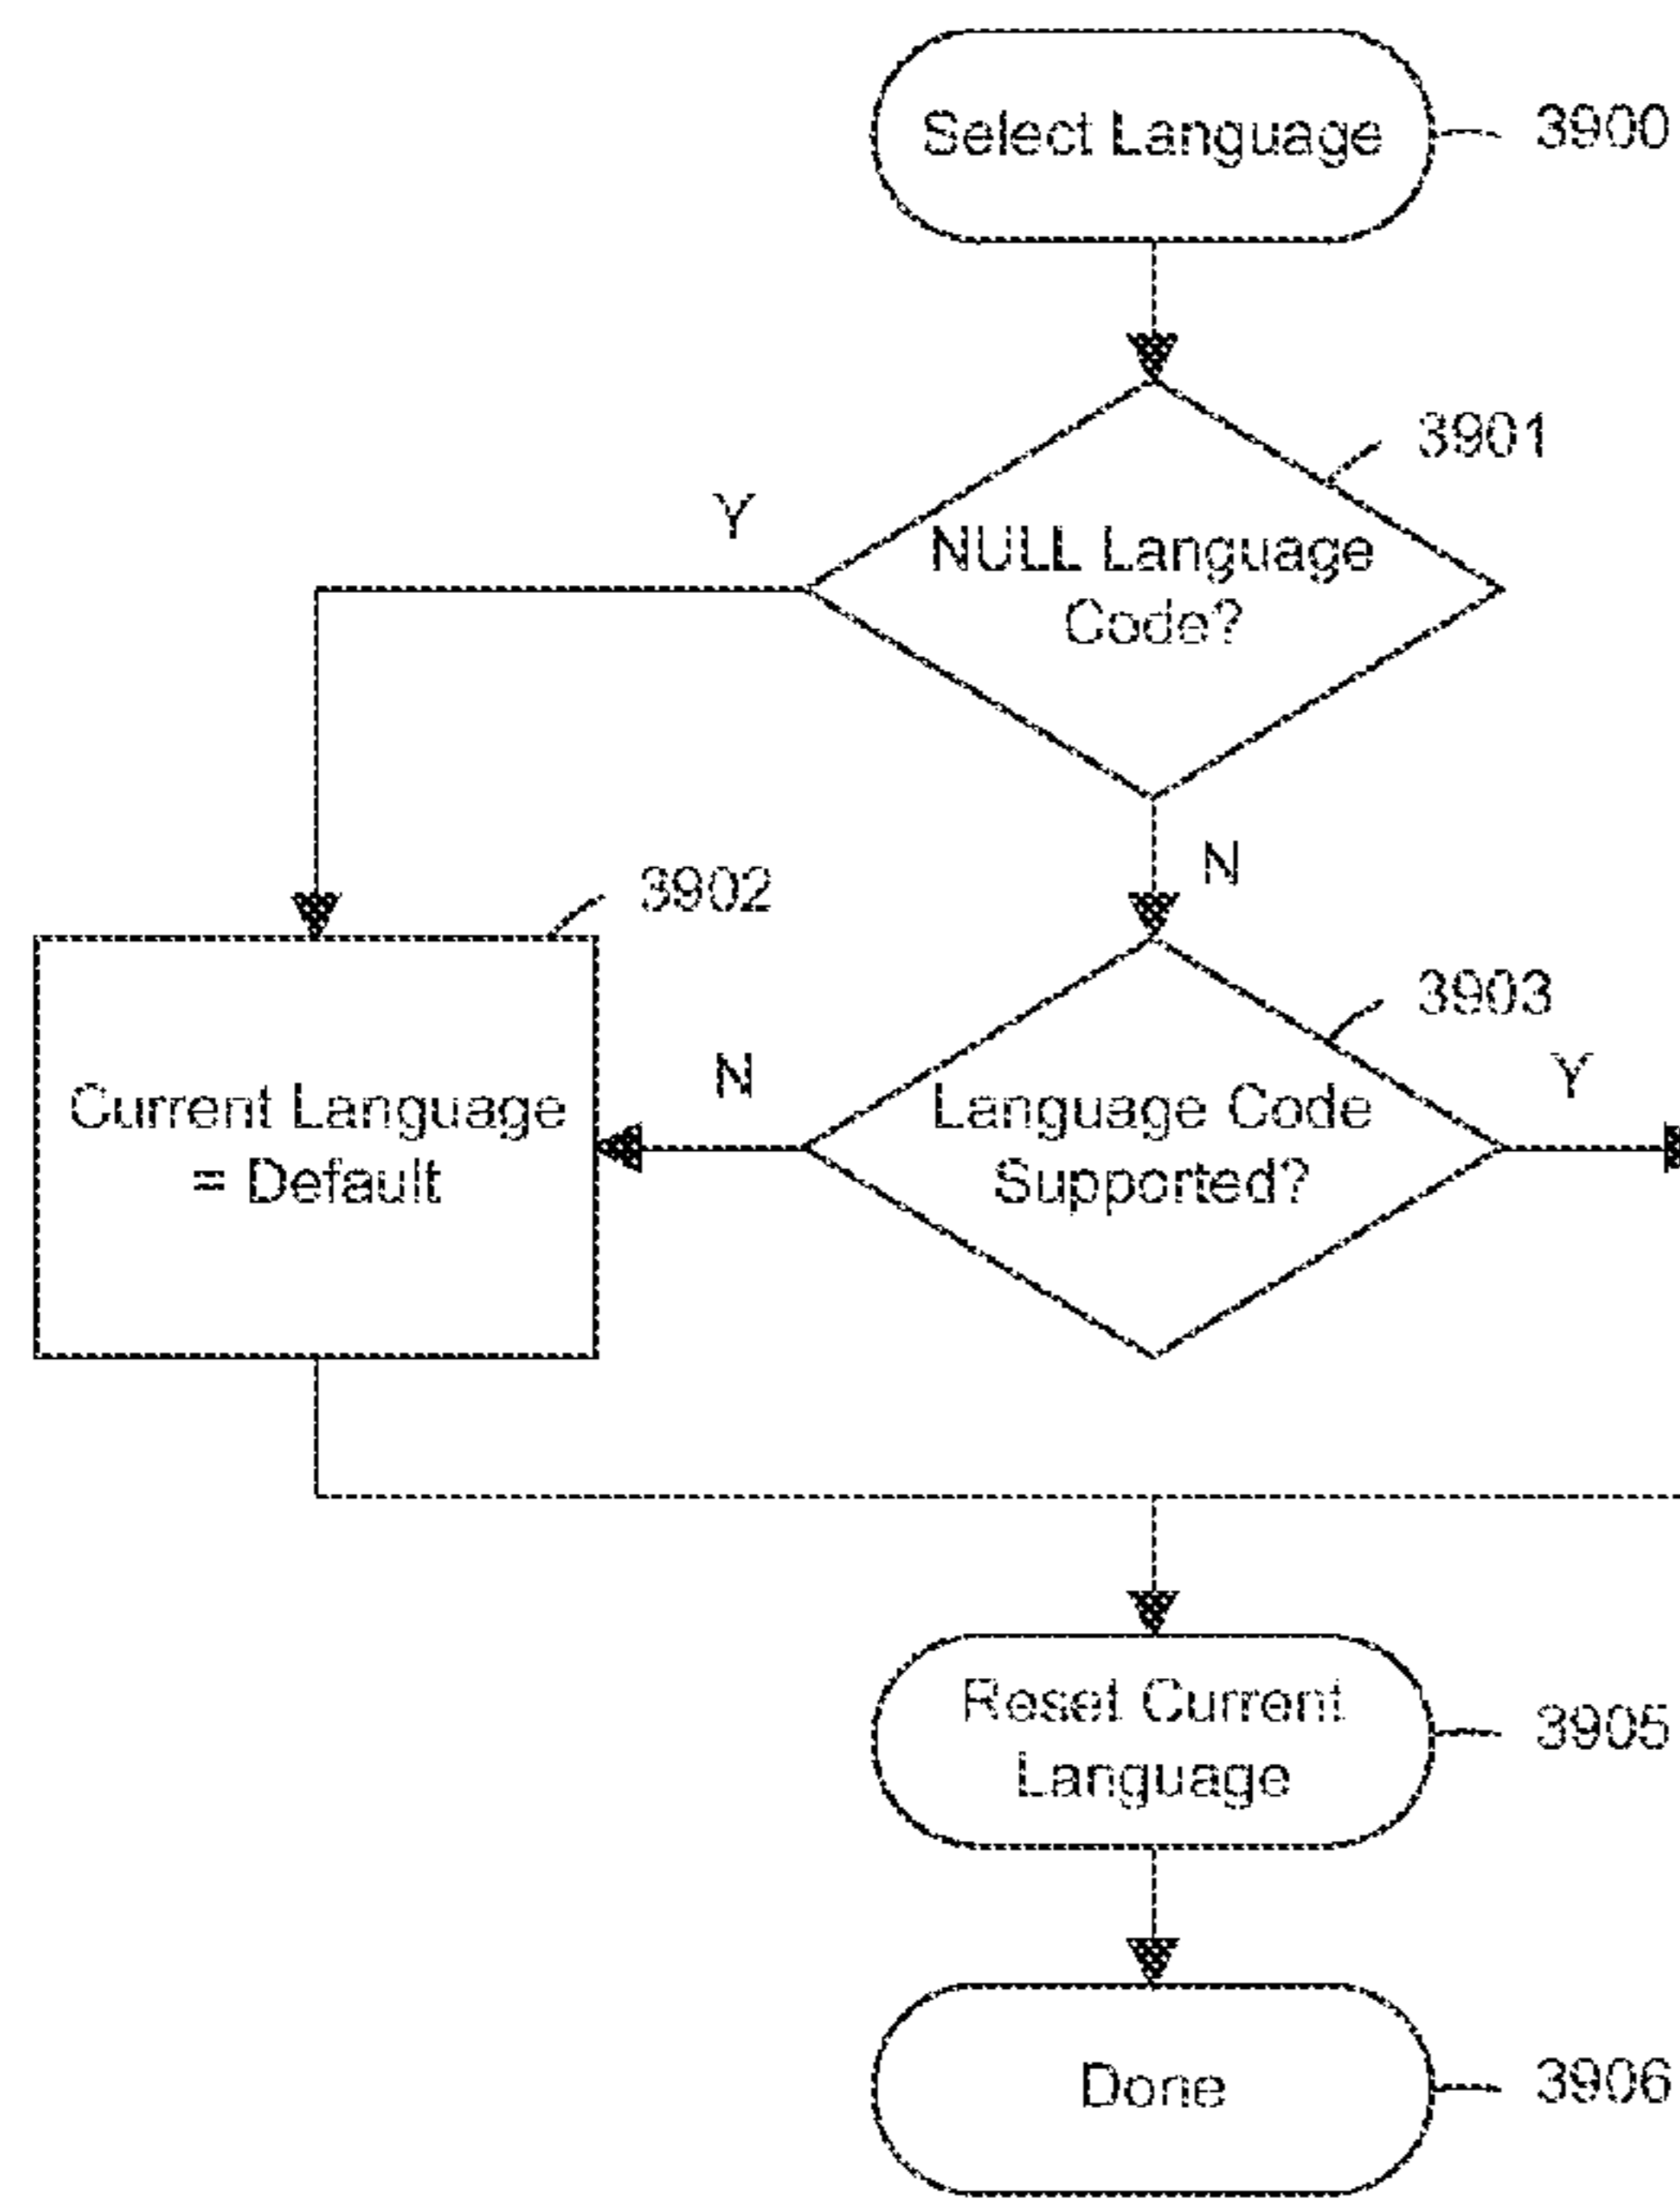 Select Language
3900
3901
Y
NULL Language
Code?
N
3902
3903
Current Language
= Default
N
Language Code
Supported?
Y
Reset Current
Language
3905
Done
3906